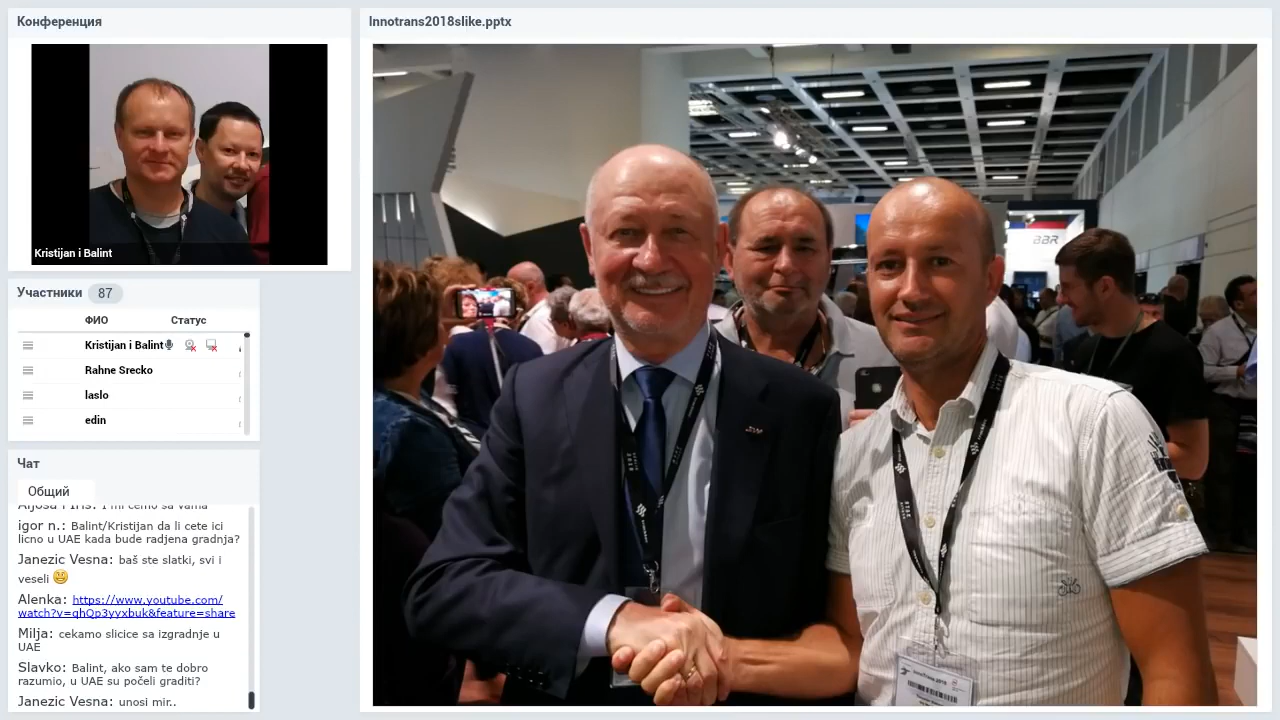 Конференция
Kristijan i Balint
Участники 87
ФИО Статус
Kristijan i Balint
Rahne Srecko
laslo
edin
Чат
Общий
igor n.: Balint/Kristijan da li cete ici
licno u UAE kada bude radjena gradnja?
Janezic Vesna: baš ste slatki, svi i
veseli
Alenka: https://www.youtube.com/
watch?v=qhQp3yyxbuk&feature=share
Milja: cekamo slicice sa izgradnje u
UAE
Slavko: Balint, ako sam te dobro
razumio, u UAE su počeli graditi?
Janezic Vesna: unosi mir..
Innotrans2018slike.pptx
BBR
InnoTrans 2018